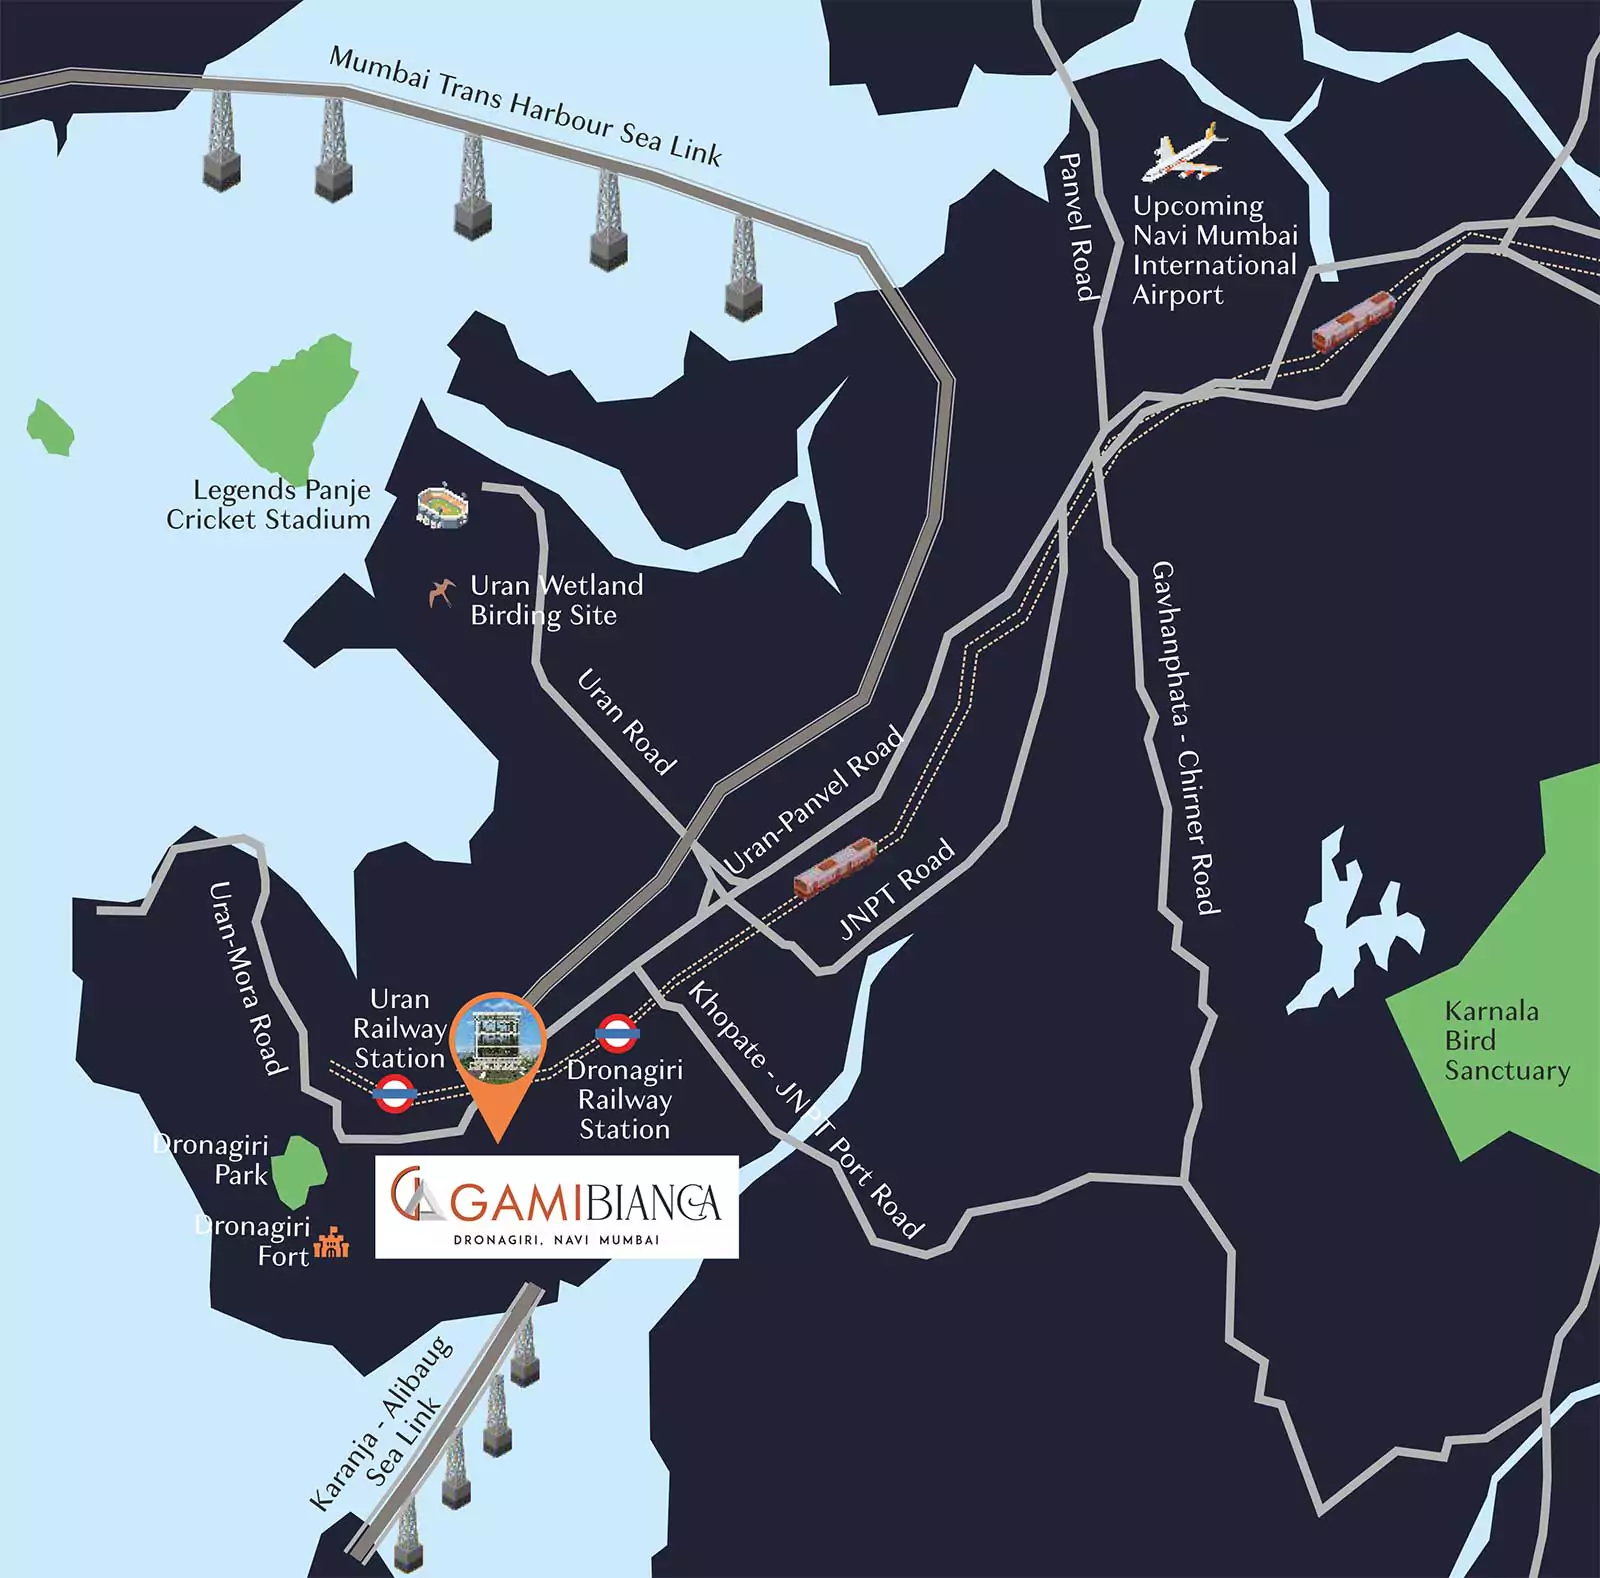 Mumbai Trans Harbour Sea Link
Panvel Road
Upcoming
Navi Mumbai
International
Airport
Legends Panje
Cricket Stadium
Uran Wetland
Birding Site
Uran Road
Uran-Panvel Road
JNPT Road
Gavhanphata - Chirner Road
Uran-Mora Road
Uran
Railway
Station
Dronagiri
Railway
Station
Khopate - JNPT Port Road
Karnala
Bird
Sanctuary
Dronagiri
Park
Dronagiri
Fort
GAMI BIANCA
DRONAGIRI, NAVI MUMBAI
Karanja - Alibaug
Sea Link